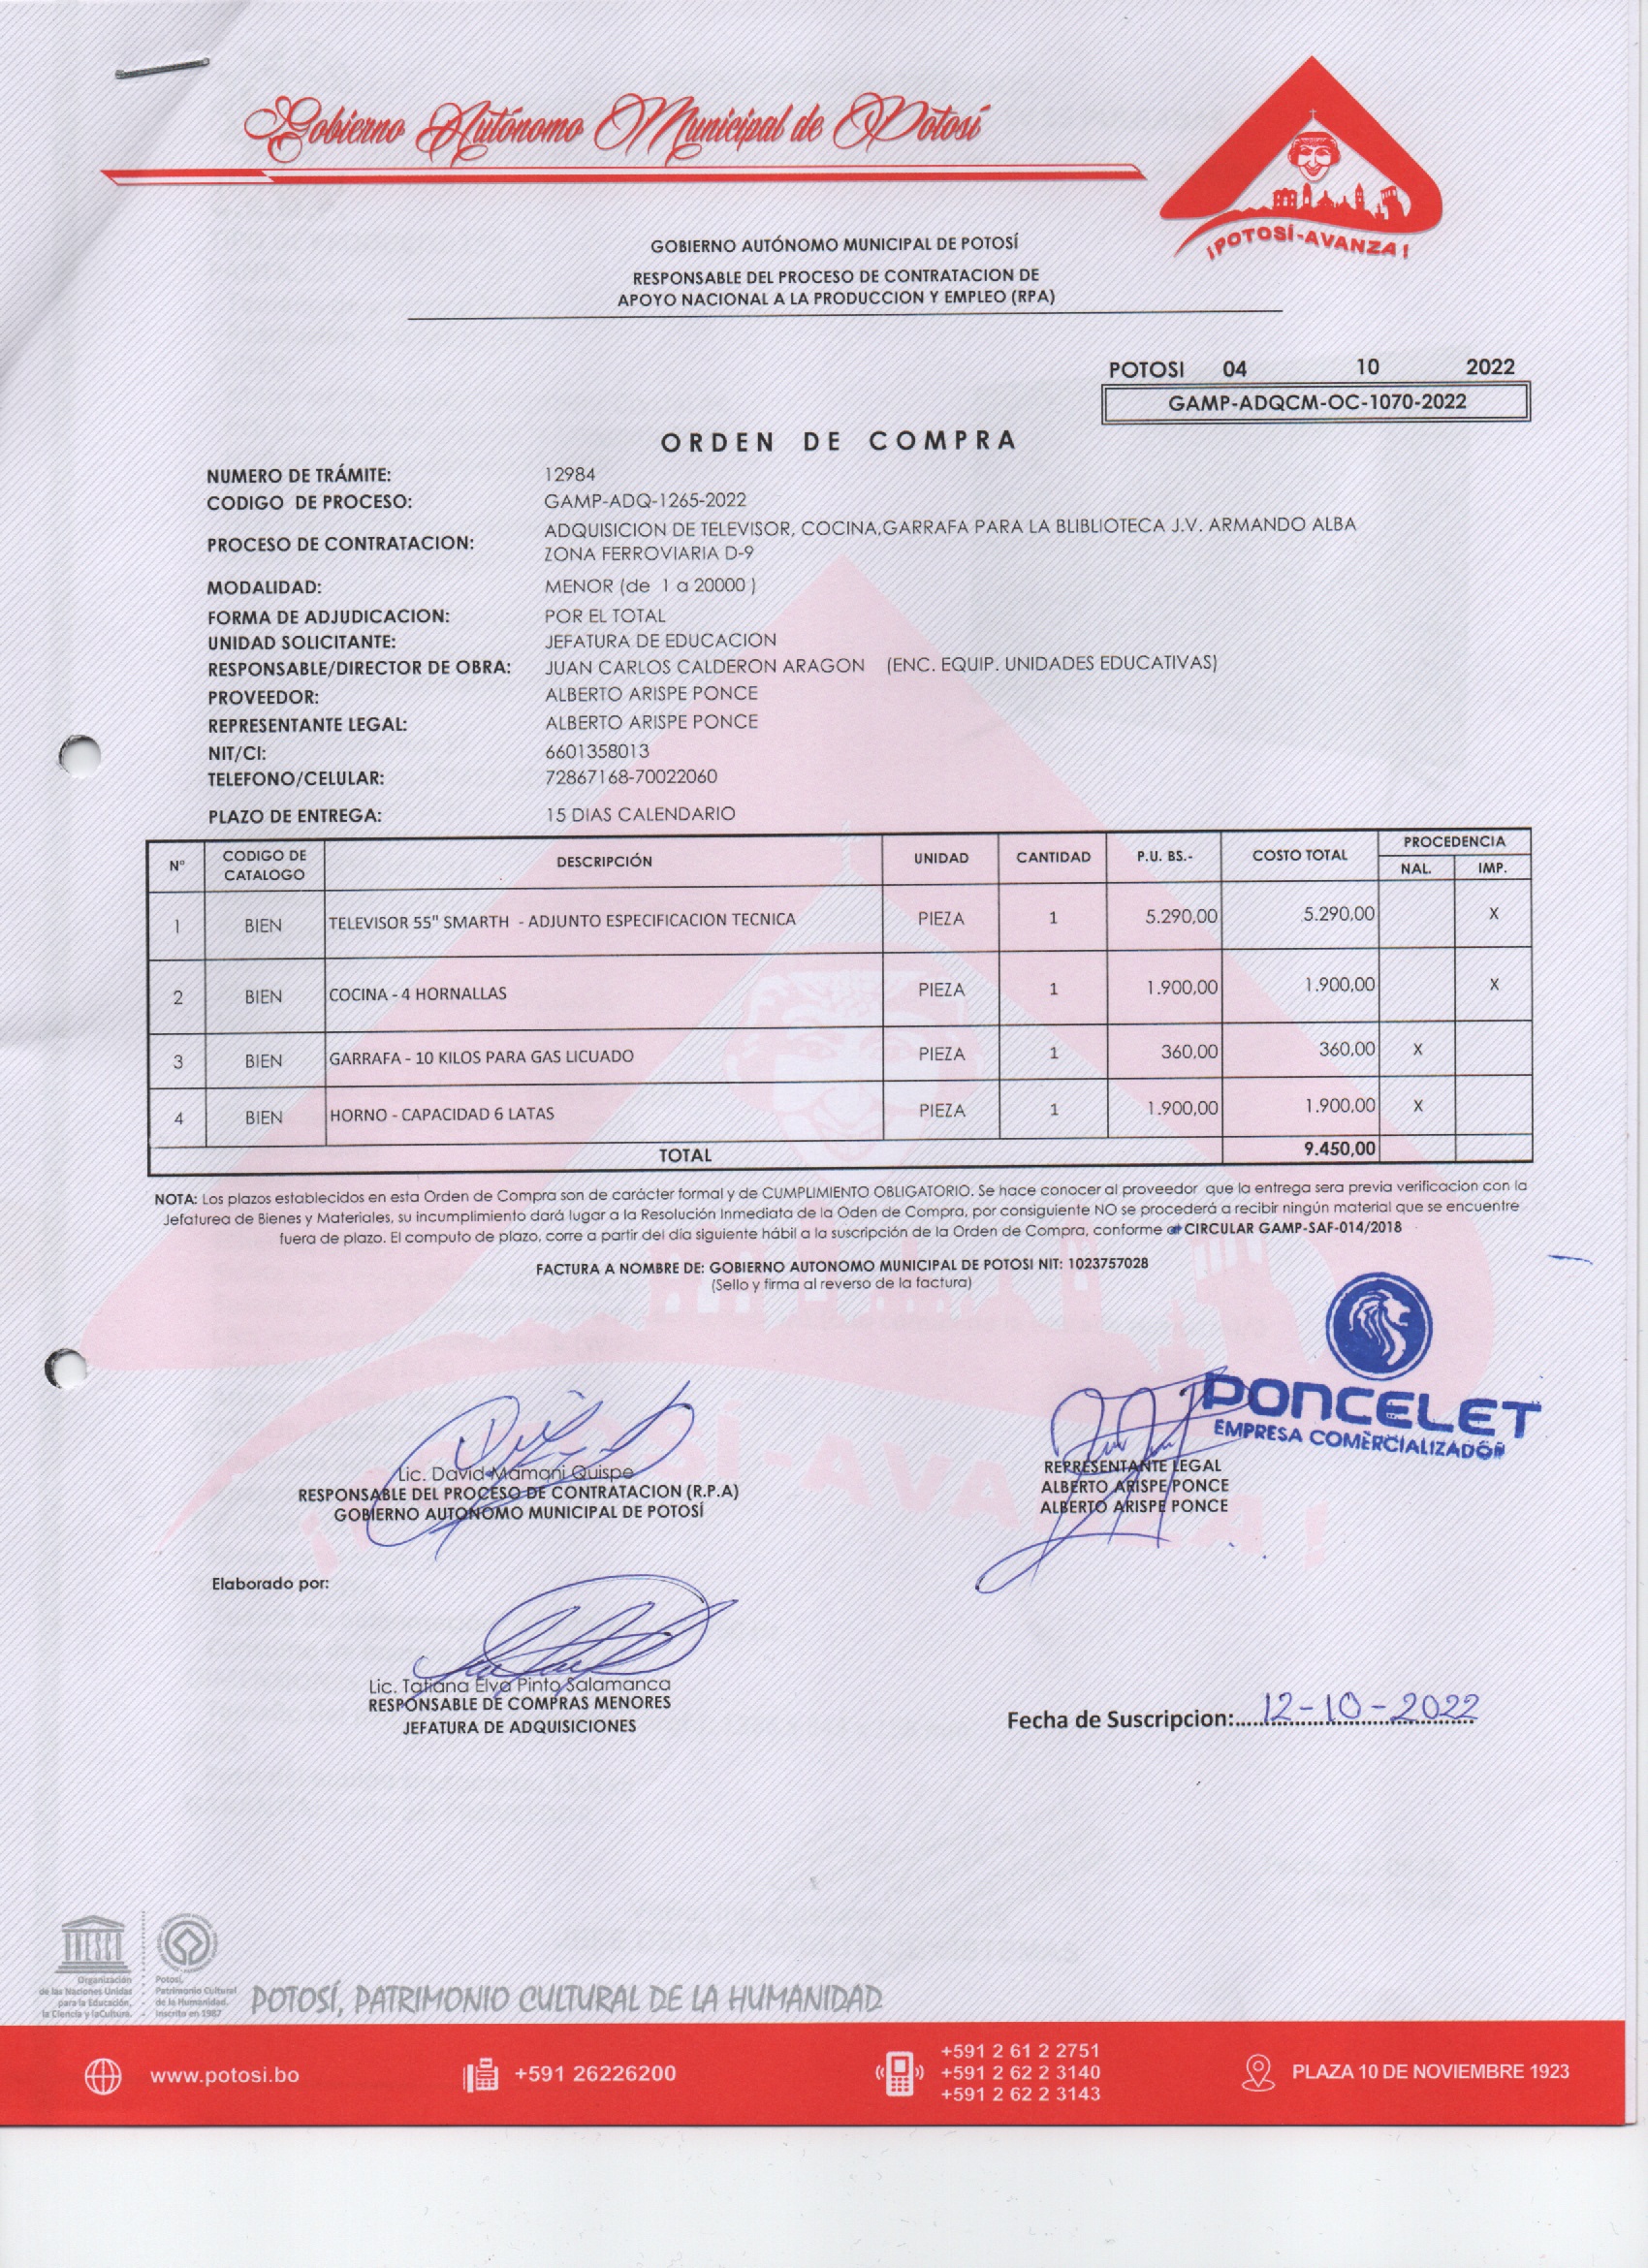 Gobierno Autónomo Municipal de Potosí
¡POTOSÍ-AVANZA!
GOBIERNO AUTÓNOMO MUNICIPAL DE POTOSÍ
RESPONSABLE DEL PROCESO DE CONTRATACION DE
APOYO NACIONAL A LA PRODUCCION Y EMPLEO (RPA)
POTOSI 04 10 2022
GAMP-ADQCM-OC-1070-2022
ORDEN DE COMPRA
NUMERO DE TRÁMITE: 12984
CODIGO DE PROCESO: GAMP-ADQ-1265-2022
PROCESO DE CONTRATACION: ADQUISICION DE TELEVISOR, COCINA,GARRAFA PARA LA BLIBLIOTECA J.V. ARMANDO ALBA
ZONA FERROVIARIA D-9
MODALIDAD: MENOR (de 1 a 20000 )
FORMA DE ADJUDICACION: POR EL TOTAL
UNIDAD SOLICITANTE: JEFATURA DE EDUCACION
RESPONSABLE/DIRECTOR DE OBRA: JUAN CARLOS CALDERON ARAGON (ENC. EQUIP. UNIDADES EDUCATIVAS)
PROVEEDOR: ALBERTO ARISPE PONCE
REPRESENTANTE LEGAL: ALBERTO ARISPE PONCE
NIT/CI: 6601358013
TELEFONO/CELULAR: 72867168-70022060
PLAZO DE ENTREGA: 15 DIAS CALENDARIO
N° CODIGO DE CATALOGO DESCRIPCIÓN UNIDAD CANTIDAD P.U. BS.- COSTO TOTAL PROCEDENCIA
NAL. IMP.
1 BIEN TELEVISOR 55" SMARTH - ADJUNTO ESPECIFICACION TECNICA PIEZA 1 5.290,00 5.290,00 X
2 BIEN COCINA - 4 HORNALLAS PIEZA 1 1.900,00 1.900,00 X
3 BIEN GARRAFA - 10 KILOS PARA GAS LICUADO PIEZA 1 360,00 360,00 X
4 BIEN HORNO - CAPACIDAD 6 LATAS PIEZA 1 1.900,00 1.900,00 X
TOTAL 9.450,00
NOTA: Los plazos establecidos en esta Orden de Compra son de carácter formal y de CUMPLIMIENTO OBLIGATORIO. Se hace conocer al proveedor que la entrega sera previa verificacion con la
Jefaturea de Bienes y Materiales, su incumplimiento dará lugar a la Resolución Inmediata de la Oden de Compra, por consiguiente NO se procederá a recibir ningún material que se encuentre
fuera de plazo. El computo de plazo, corre a partir del día siguiente hábil a la suscripción de la Orden de Compra, conforme a CIRCULAR GAMP-SAF-014/2018
FACTURA A NOMBRE DE: GOBIERNO AUTONOMO MUNICIPAL DE POTOSI NIT: 1023757028
(Sello y firma al reverso de la factura)
PONCELET
EMPRESA COMERCIALIZADOR
Lic. David Mamani Quispe
RESPONSABLE DEL PROCESO DE CONTRATACION (R.P.A)
GOBIERNO AUTONOMO MUNICIPAL DE POTOSÍ
REPRESENTANTE LEGAL
ALBERTO ARISPE PONCE
ALBERTO ARISPE PONCE
Elaborado por:
Lic. Tatiana Elva Pinto Salamanca
RESPONSABLE DE COMPRAS MENORES
JEFATURA DE ADQUISICIONES
Fecha de Suscripcion: 12-10-2022
UNESCO
Organización
de las Naciones Unidas
para la Educación,
la Ciencia y la Cultura.
Potosí,
Patrimonio Cultural
de la Humanidad.
Inscrito en 1987
POTOSÍ, PATRIMONIO CULTURAL DE LA HUMANIDAD
www.potosi.bo
+591 26226200
+591 2 61 2 2751
+591 2 62 2 3140
+591 2 62 2 3143
PLAZA 10 DE NOVIEMBRE 1923